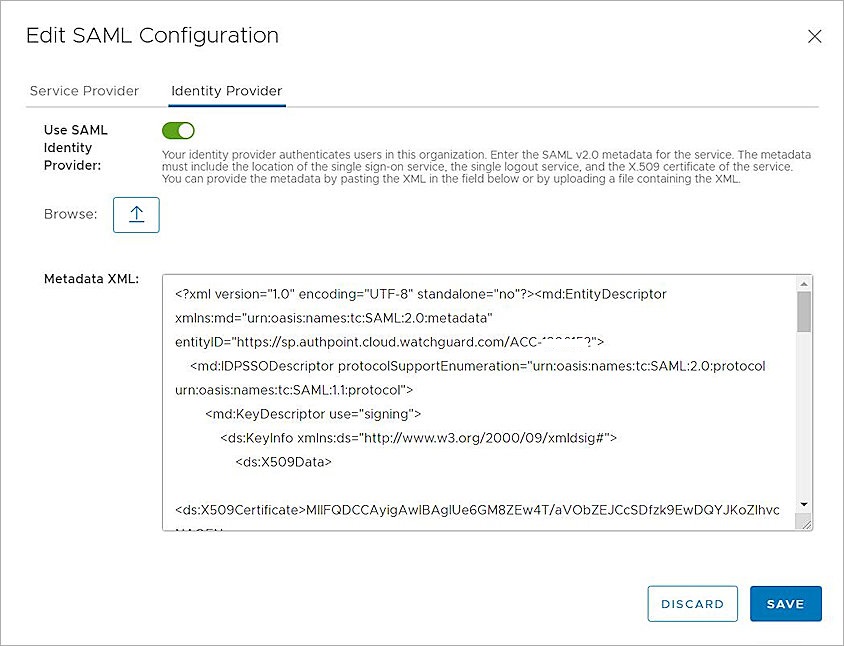 Edit SAML Configuration
Service Provider
Identity Provider
Use SAML
Identity
Provider:
Your identity provider authenticates users in this organization. Enter the SAML v2.0 metadata for the service. The metadata
must include the location of the single sign-on service, the single logout service, and the X.509 certificate of the service.
You can provide the metadata by pasting the XML in the field below or by uploading a file containing the XML.
Browse:
Metadata XML:
<?xml version="1.0" encoding="UTF-8" standalone="no"?><md:EntityDescriptor
xmlns:md="urn:oasis:names:tc:SAML:2.0:metadata"
entityID="https://sp.authpoint.cloud.watchguard.com/ACC-
<md:IDPSSODescriptor protocolSupportEnumeration="urn:oasis:names:tc:SAML:2.0:protocol
urn:oasis:names:tc:SAML:1.1:protocol">
<md:KeyDescriptor use="signing">
<ds:KeyInfo xmlns:ds="http://www.w3.org/2000/09/xmldsig#">
<ds:X509Data>
<ds:X509Certificate>MIIFQDCCAyigAwIBAgIUe6GM8ZEw4T/aVObZEJCcSDfzk9EwDQYJKoZIhvc
DISCARD
SAVE